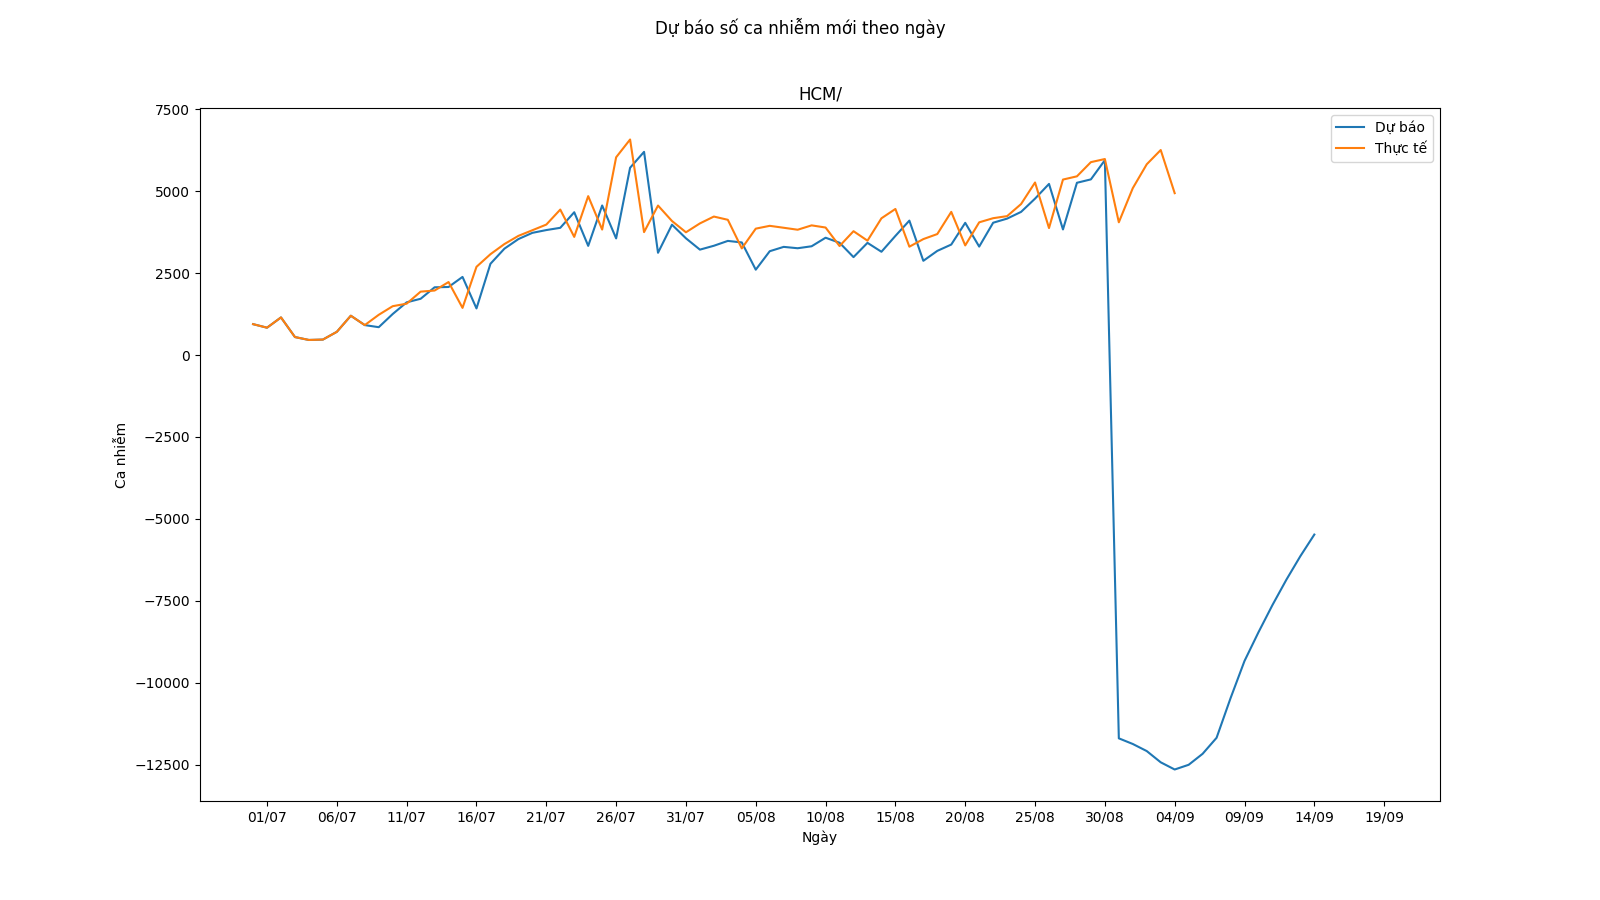 Dự báo số ca nhiễm mới theo ngày
HCM/
Dự báo
Thực tế
7500
5000
2500
0
−2500
−5000
−7500
−10000
−12500
Ca nhiễm
01/07 06/07 11/07 16/07 21/07 26/07 31/07 05/08 10/08 15/08 20/08 25/08 30/08 04/09 09/09 14/09 19/09
Ngày